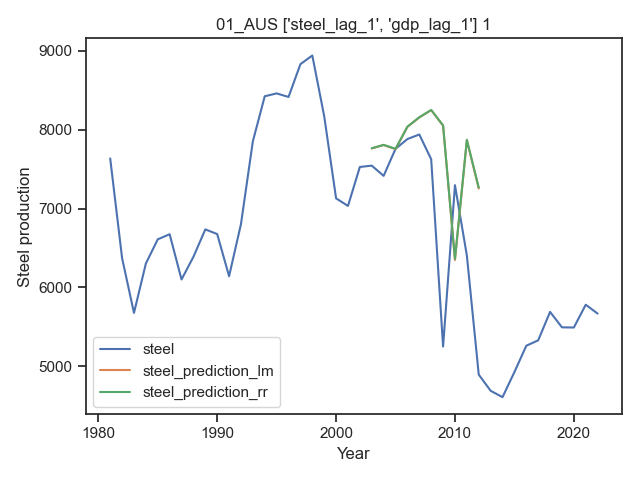 01_AUS ['steel_lag_1', 'gdp_lag_1'] 1
9000
8000
7000
6000
5000
Steel production
steel
steel_prediction_lm
steel_prediction_rr
1980
1990
2000
2010
2020
Year